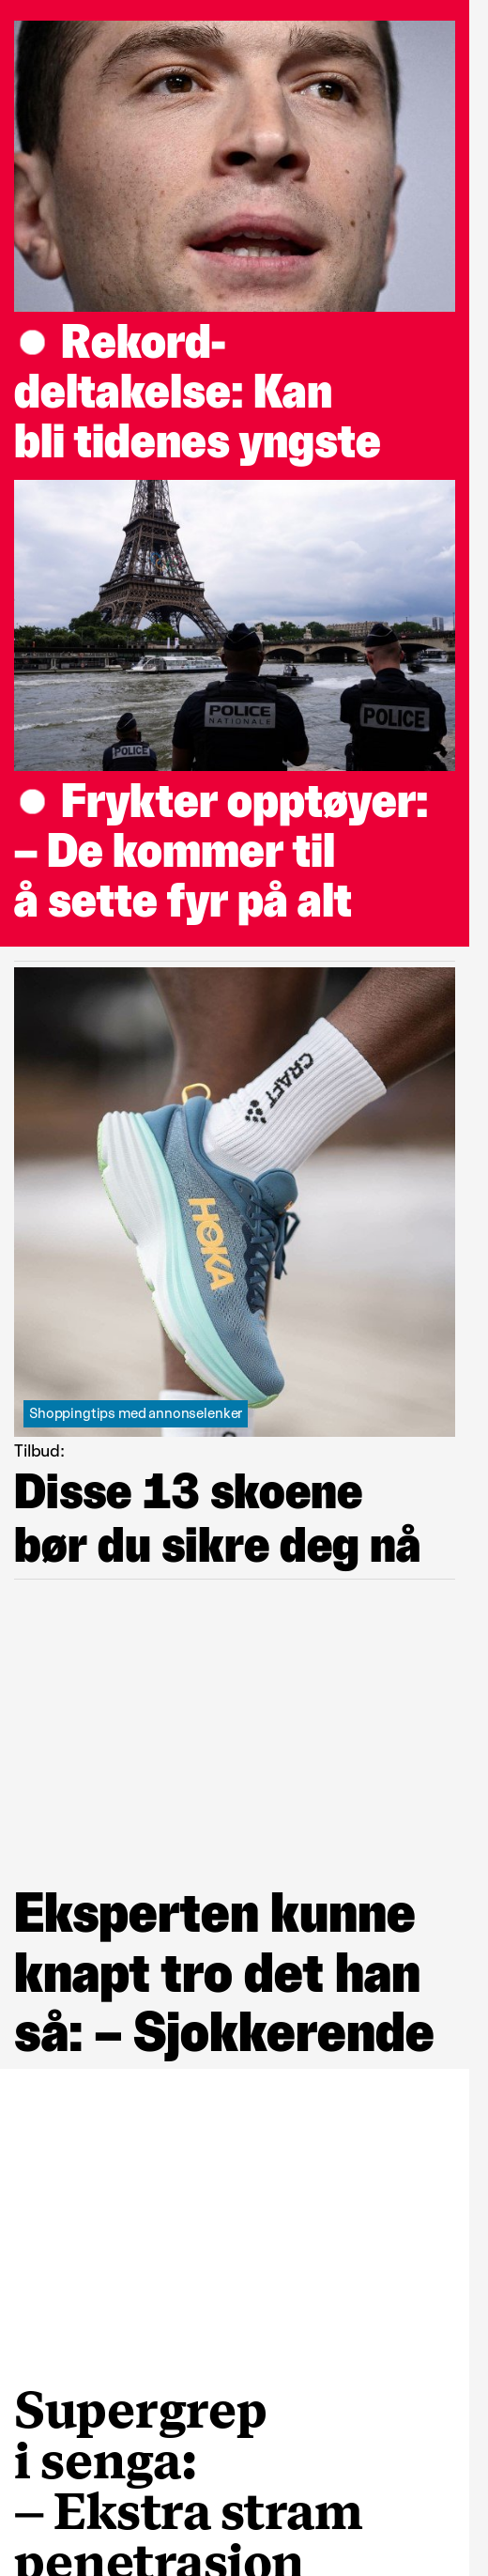 Rekord-
deltakelse: Kan
bli tidenes yngste
POLICE
NATIONALE
POLICE
POLICE
Frykter opptøyer:
– De kommer til
å sette fyr på alt
CRAFT
HOKA
Shoppingtips med annonselenker
Tilbud:
Disse 13 skoene
bør du sikre deg nå
Eksperten kunne
knapt tro det han
så: – Sjokkerende
Supergrep
i senga:
– Ekstra stram
penetrasjon